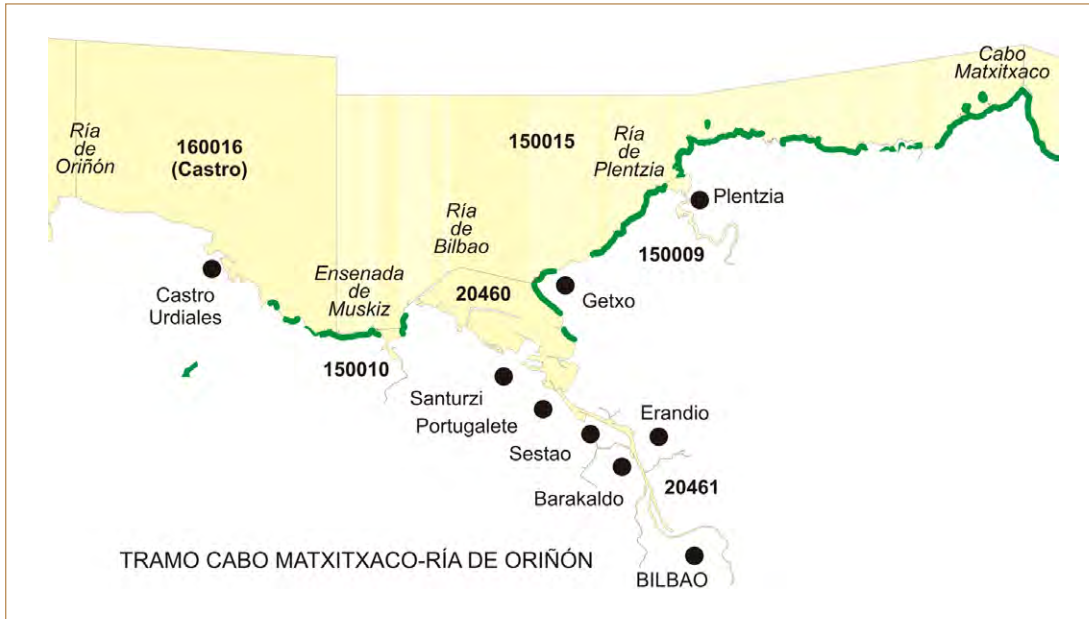 Cabo
Matxitxaco
Ría
de
Oriñón
160016
(Castro)
150015
Ría
de
Plentzia
Plentzia
Ría
de
Bilbao
150009
Ensenada
de
Muskiz
20460
Getxo
Castro
Urdiales
150010
Santurzi
Portugalete
Erandio
Sestao
Barakaldo
20461
TRAMO CABO MATXITXACO-RÍA DE ORIÑÓN
BILBAO